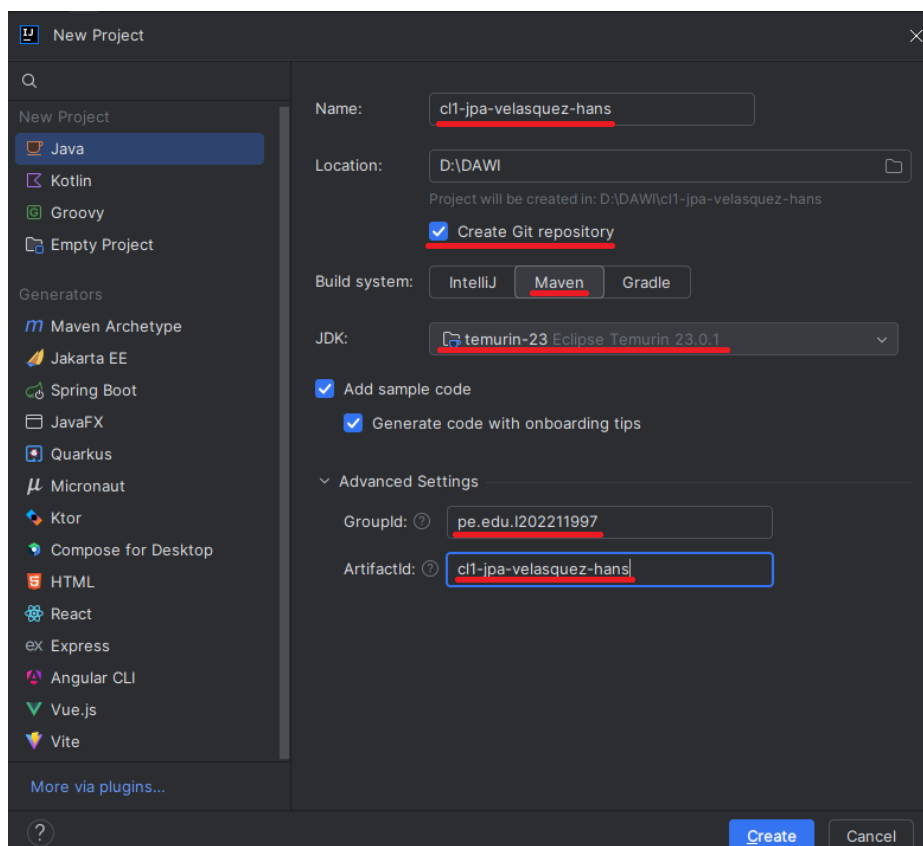 New Project
New Project
Java
Kotlin
Groovy
Empty Project
Generators
Maven Archetype
Jakarta EE
Spring Boot
JavaFX
Quarkus
Micronaut
Ktor
Compose for Desktop
HTML
React
Express
Angular CLI
Vue.js
Vite
More via plugins...
Name: cl1-jpa-velasquez-hans
Location: D:\DAWI
Project will be created in: D:\DAWI\cl1-jpa-velasquez-hans
Create Git repository
Build system: IntelliJ Maven Gradle
JDK: temurin-23 Eclipse Temurin 23.0.1
Add sample code
Generate code with onboarding tips
Advanced Settings
GroupId: ? pe.edu.I202211997
ArtifactId: ? cl1-jpa-velasquez-hans
? Create Cancel